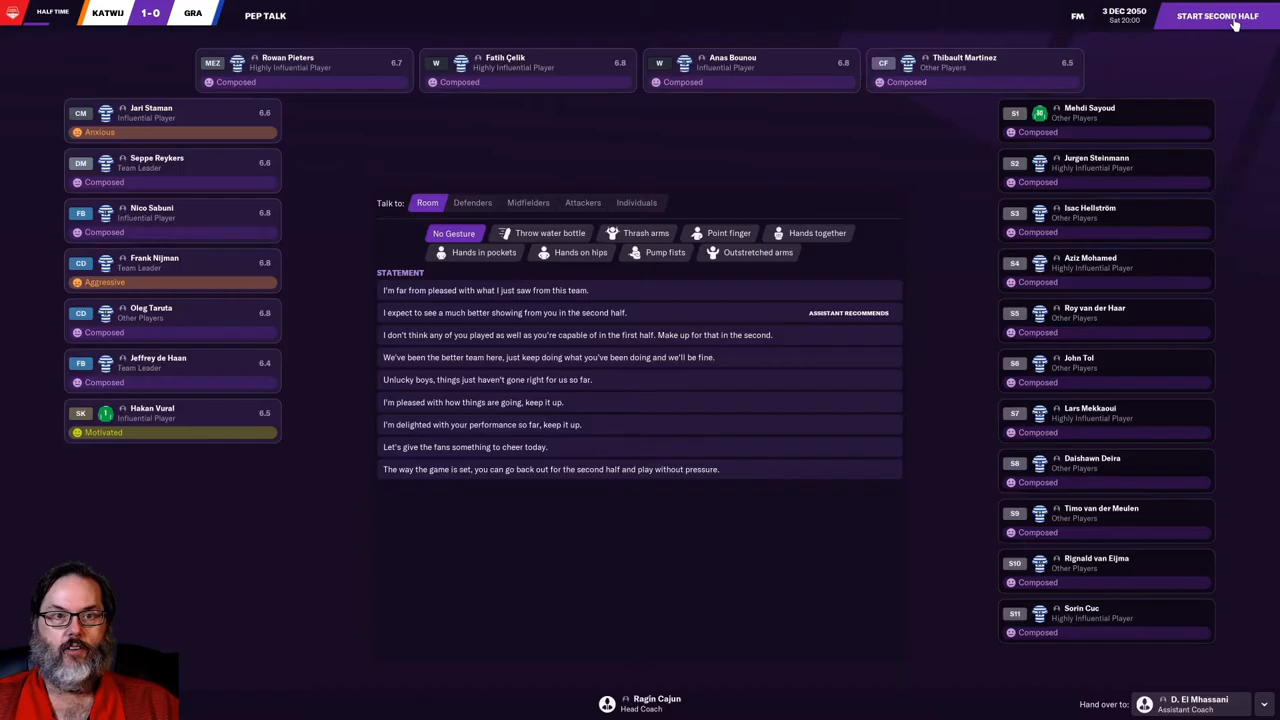 HALF TIME
KATWIJ 1 - 0 GRA
PEP TALK
FM
3 DEC 2050
Sat 20:00
START SECOND HALF
MEZ Rowan Pieters 6.7
Highly Influential Player
Composed
W Fatih Çelik 6.8
Highly Influential Player
Composed
W Anas Bounou 6.8
Influential Player
Composed
CF Thibault Martinez 6.5
Other Players
Composed
CM Jari Staman 6.6
Influential Player
Anxious
DM Seppe Reykers 6.6
Team Leader
Composed
FB Nico Sabuni 6.8
Influential Player
Composed
CD Frank Nijman 6.8
Team Leader
Aggressive
CD Oleg Taruta 6.8
Other Players
Composed
FB Jeffrey de Haan 6.4
Team Leader
Composed
SK Hakan Vural 6.5
Influential Player
Motivated
Talk to: Room Defenders Midfielders Attackers Individuals
No Gesture Throw water bottle Thrash arms Point finger Hands together
Hands in pockets Hands on hips Pump fists Outstretched arms
STATEMENT
I'm far from pleased with what I just saw from this team.
I expect to see a much better showing from you in the second half. ASSISTANT RECOMMENDS
I don't think any of you played as well as you're capable of in the first half. Make up for that in the second.
We've been the better team here, just keep doing what you've been doing and we'll be fine.
Unlucky boys, things just haven't gone right for us so far.
I'm pleased with how things are going, keep it up.
I'm delighted with your performance so far, keep it up.
Let's give the fans something to cheer today.
The way the game is set, you can go back out for the second half and play without pressure.
S1 Mehdi Sayoud
Other Players
Composed
S2 Jurgen Steinmann
Highly Influential Player
Composed
S3 Isac Hellström
Other Players
Composed
S4 Aziz Mohamed
Highly Influential Player
Composed
S5 Roy van der Haar
Other Players
Composed
S6 John Tol
Other Players
Composed
S7 Lars Mekkaoui
Highly Influential Player
Composed
S8 Daishawn Deira
Other Players
Composed
S9 Timo van der Meulen
Other Players
Composed
S10 Rignald van Eijma
Other Players
Composed
S11 Sorin Cuc
Highly Influential Player
Composed
Ragin Cajun
Head Coach
Hand over to: D. El Mhassani
Assistant Coach